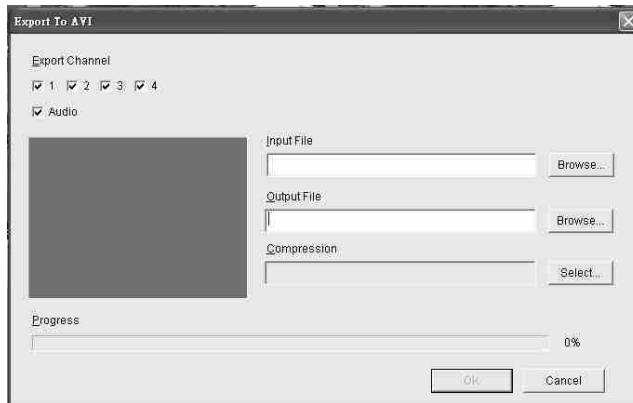 Export To AVI
Export Channel
1 2 3 4
Audio
Input File
Browse...
Output File
Browse...
Compression
Select...
Progress
0%
Ok Cancel